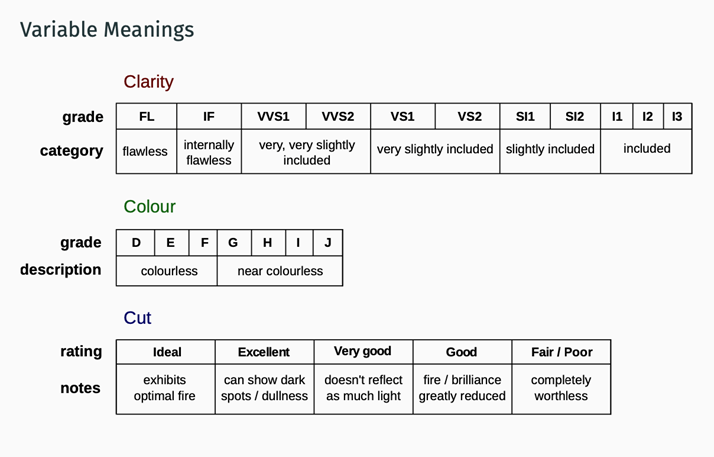 Variable Meanings
Clarity
grade FL IF VVS1 VVS2 VS1 VS2 SI1 SI2 I1 I2 I3
category flawless internally flawless very, very slightly included very slightly included slightly included included
Colour
grade D E F G H I J
description colourless near colourless
Cut
rating Ideal Excellent Very good Good Fair / Poor
notes exhibits optimal fire can show dark spots / dullness doesn't reflect as much light fire / brilliance greatly reduced completely worthless